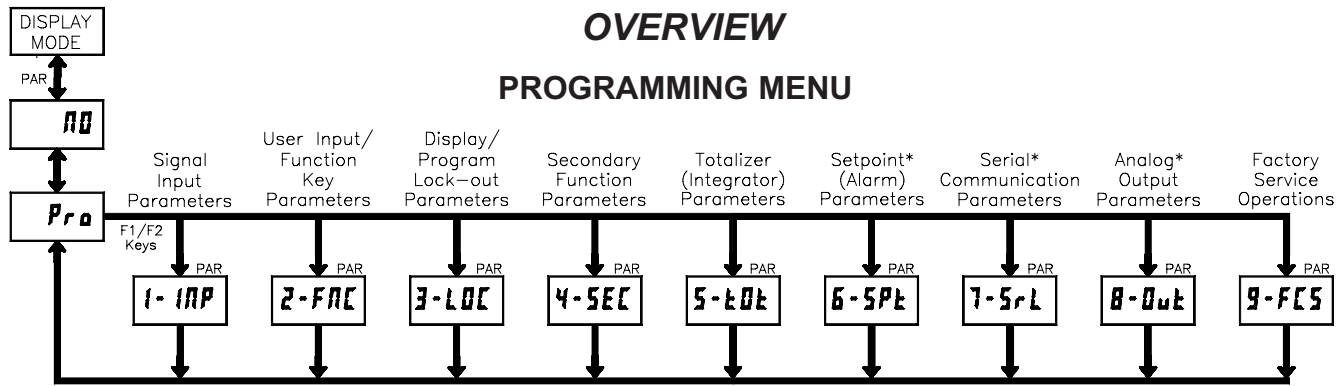 OVERVIEW
PROGRAMMING MENU
DISPLAY
MODE
PAR
NO
Pro
F1/F2
Keys
Signal
Input
Parameters
User Input/
Function
Key
Parameters
Display/
Program
Lock-out
Parameters
Secondary
Function
Parameters
Totalizer
(Integrator)
Parameters
Setpoint*
(Alarm)
Parameters
Serial*
Communication
Parameters
Analog*
Output
Parameters
Factory
Service
Operations
PAR
PAR
PAR
PAR
PAR
PAR
PAR
PAR
PAR
1-INP
2-FNC
3-LOC
4-SEC
5-tOt
6-SPt
7-SrL
8-Out
9-FCS